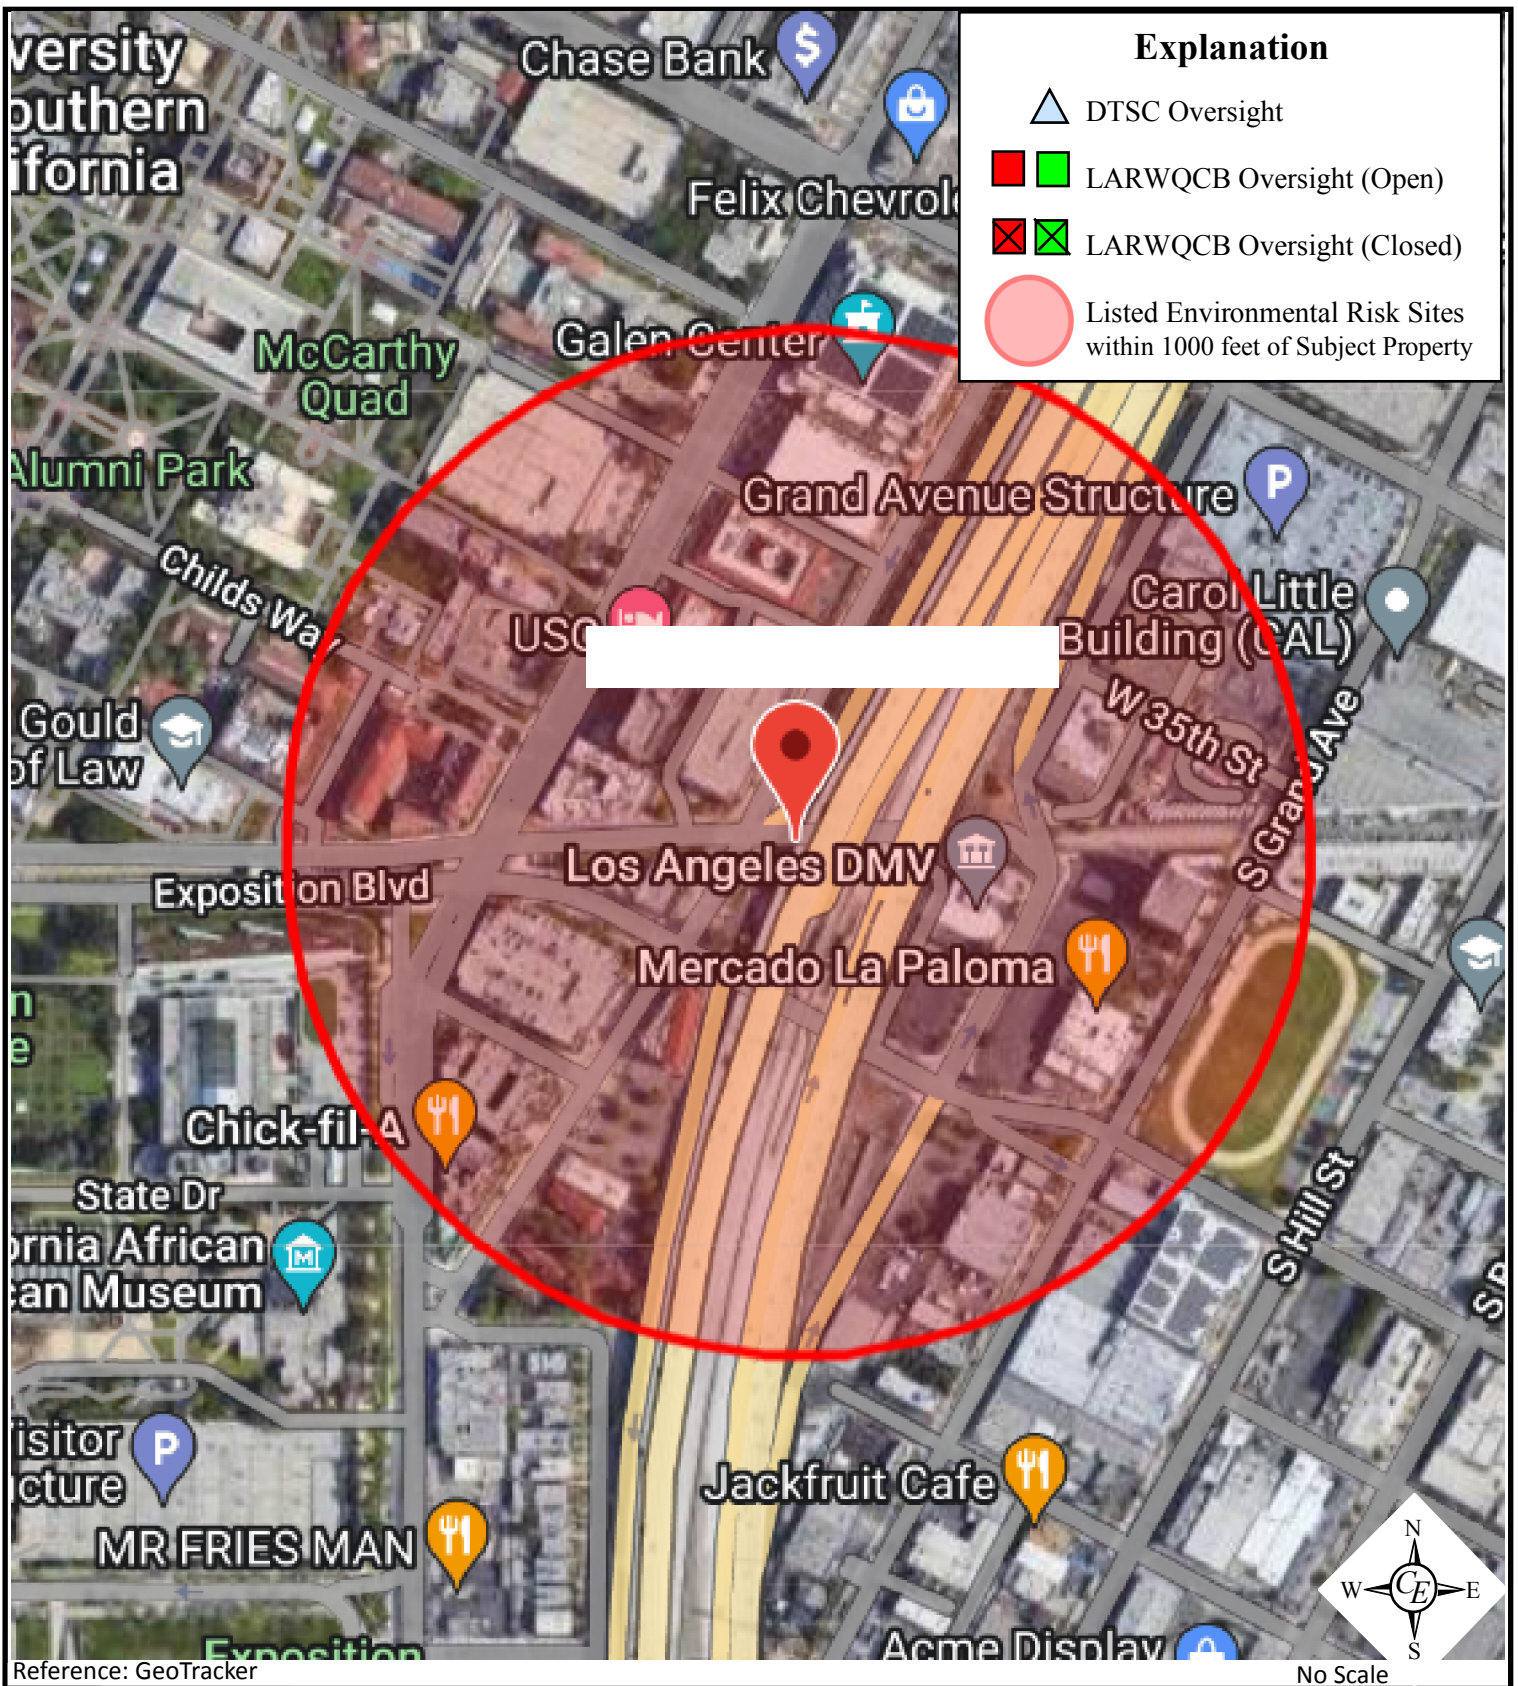 versity
outhern
ifornia
Chase Bank
$
Felix Chevrole
Explanation
DTSC Oversight
LARWQCB Oversight (Open)
LARWQCB Oversight (Closed)
Listed Environmental Risk Sites
within 1000 feet of Subject Property
Galen Center
McCarthy
Quad
Alumni Park
Grand Avenue Structure
P
Childs Way
USC
Carol Little
Building (CAL)
W 35th St
Gould
of Law
S Grand Ave
Los Angeles DMV
Exposition Blvd
Mercado La Paloma
n
e
Chick-fil-A
State Dr
ornia African
can Museum
M
S Hill St
isitor
cture
P
Jackfruit Cafe
MR FRIES MAN
N
W
CE
E
S
Exposition
Acme Display
Reference: GeoTracker
No Scale